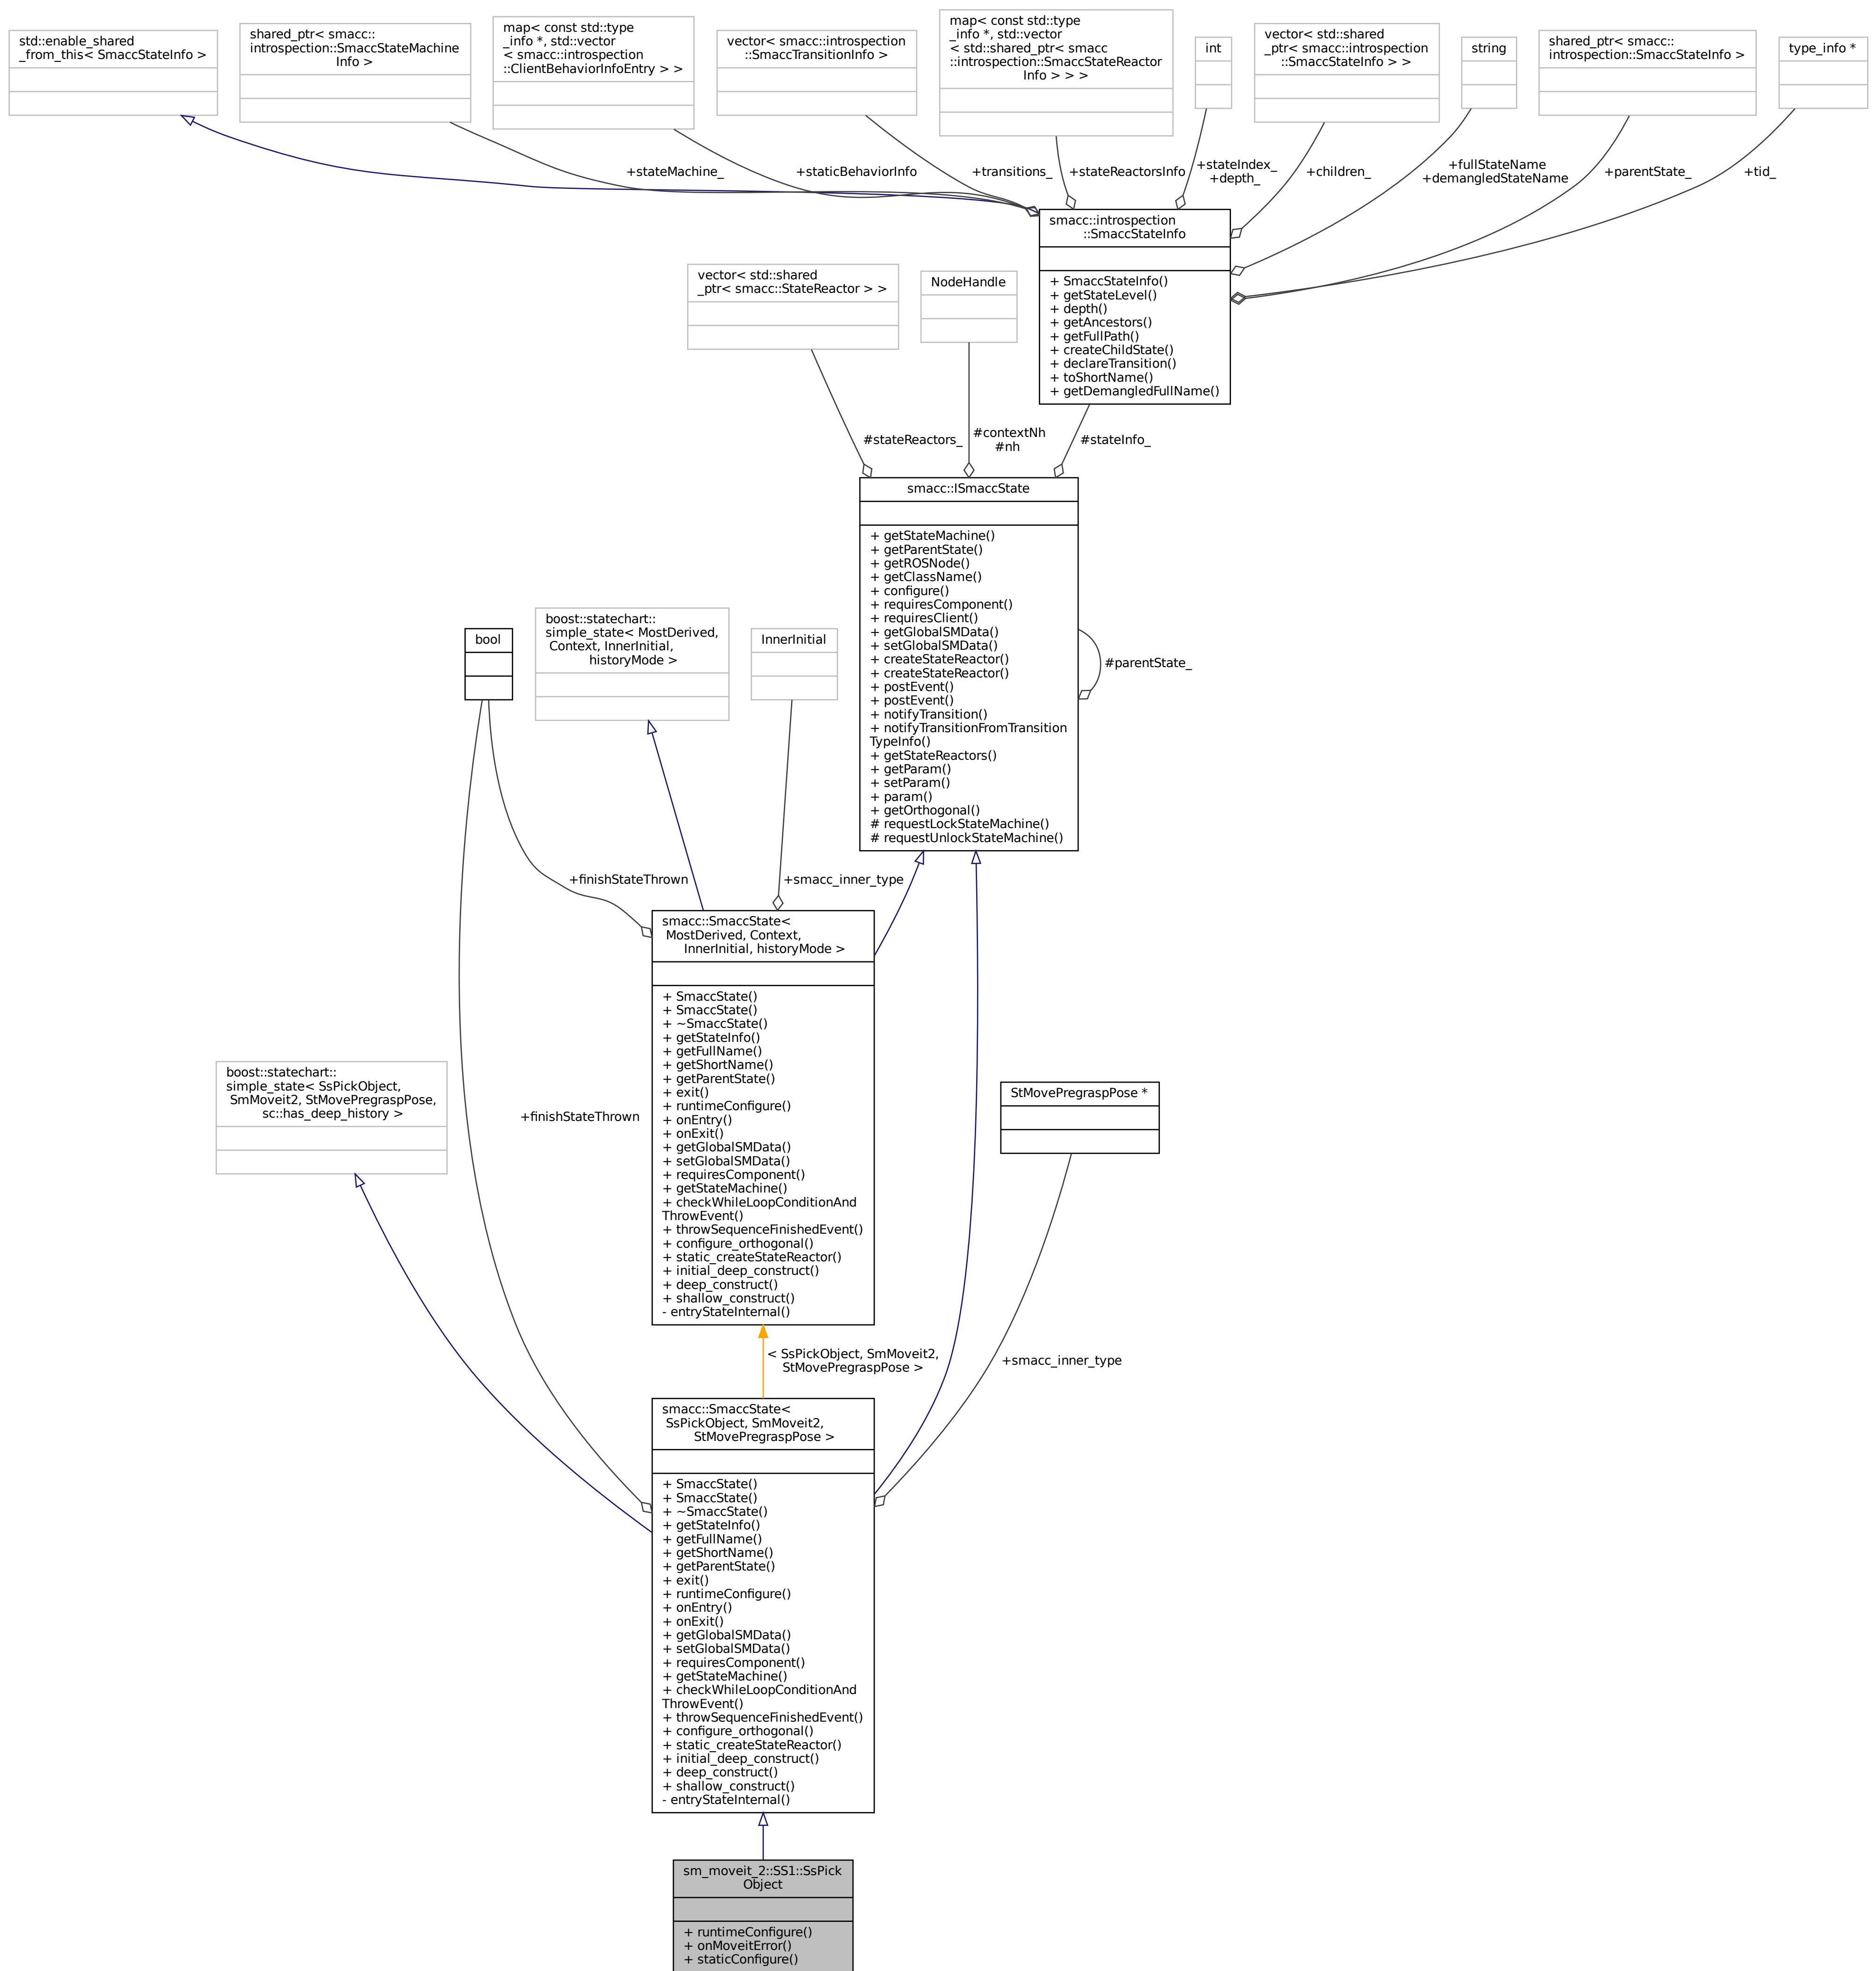 std::enable_shared
_from_this< SmaccStateInfo >
shared_ptr< smacc::
introspection::SmaccStateMachine
Info >
map< const std::type
_info *, std::vector
< smacc::introspection
::ClientBehaviorInfoEntry > >
vector< smacc::introspection
::SmaccTransitionInfo >
map< const std::type
_info *, std::vector
< std::shared_ptr< smacc
::introspection::SmaccStateReactor
Info > > >
int
vector< std::shared
_ptr< smacc::introspection
::SmaccStateInfo > >
string
shared_ptr< smacc::
introspection::SmaccStateInfo >
type_info *
+stateMachine_
+staticBehaviorInfo
+transitions_
+stateReactorsInfo
+stateIndex_
+depth_
+children_
+fullStateName
+demangledStateName
+parentState_
+tid_
smacc::introspection
::SmaccStateInfo
+ SmaccStateInfo()
+ getStateLevel()
+ depth()
+ getAncestors()
+ getFullPath()
+ createChildState()
+ declareTransition()
+ toShortName()
+ getDemangledFullName()
vector< std::shared
_ptr< smacc::StateReactor > >
NodeHandle
#stateReactors_
#contextNh
#nh
#stateInfo_
smacc::ISmaccState
+ getStateMachine()
+ getParentState()
+ getROSNode()
+ getClassName()
+ configure()
+ requiresComponent()
+ requiresClient()
+ getGlobalSMData()
+ setGlobalSMData()
+ createStateReactor()
+ createStateReactor()
+ postEvent()
+ postEvent()
+ notifyTransition()
+ notifyTransitionFromTransition
TypeInfo()
+ getStateReactors()
+ getParam()
+ setParam()
+ param()
+ getOrthogonal()
# requestLockStateMachine()
# requestUnlockStateMachine()
#parentState_
bool
boost::statechart::
simple_state< MostDerived,
Context, InnerInitial,
historyMode >
InnerInitial
+finishStateThrown
+smacc_inner_type
smacc::SmaccState<
MostDerived, Context,
InnerInitial, historyMode >
+ SmaccState()
+ SmaccState()
+ ~SmaccState()
+ getStateInfo()
+ getFullName()
+ getShortName()
+ getParentState()
+ exit()
+ runtimeConfigure()
+ onEntry()
+ onExit()
+ getGlobalSMData()
+ setGlobalSMData()
+ requiresComponent()
+ getStateMachine()
+ checkWhileLoopConditionAnd
ThrowEvent()
+ throwSequenceFinishedEvent()
+ configure_orthogonal()
+ static_createStateReactor()
+ initial_deep_construct()
+ deep_construct()
+ shallow_construct()
- entryStateInternal()
boost::statechart::
simple_state< SsPickObject,
SmMoveit2, StMovePregraspPose,
sc::has_deep_history >
+finishStateThrown
StMovePregraspPose *
< SsPickObject, SmMoveit2,
StMovePregraspPose >
+smacc_inner_type
smacc::SmaccState<
SsPickObject, SmMoveit2,
StMovePregraspPose >
+ SmaccState()
+ SmaccState()
+ ~SmaccState()
+ getStateInfo()
+ getFullName()
+ getShortName()
+ getParentState()
+ exit()
+ runtimeConfigure()
+ onEntry()
+ onExit()
+ getGlobalSMData()
+ setGlobalSMData()
+ requiresComponent()
+ getStateMachine()
+ checkWhileLoopConditionAnd
ThrowEvent()
+ throwSequenceFinishedEvent()
+ configure_orthogonal()
+ static_createStateReactor()
+ initial_deep_construct()
+ deep_construct()
+ shallow_construct()
- entryStateInternal()
sm_moveit_2::SS1::SsPick
Object
+ runtimeConfigure()
+ onMoveitError()
+ staticConfigure()